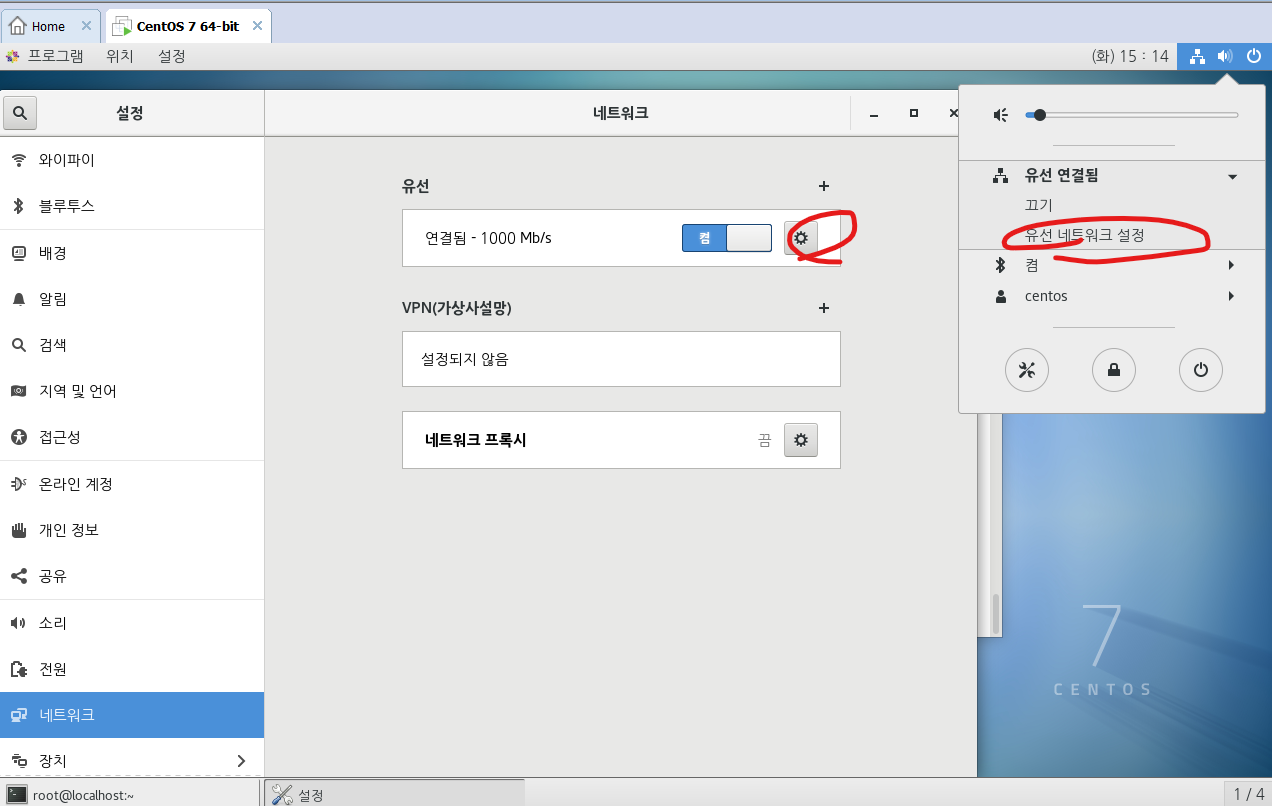 Home
CentOS 7 64-bit
프로그램 위치 설정
(화) 15 : 14
설정
네트워크
와이파이
블루투스
배경
알림
검색
지역 및 언어
접근성
온라인 계정
개인 정보
공유
소리
전원
네트워크
장치
유선
연결됨 - 1000 Mb/s
켬
VPN(가상사설망)
설정되지 않음
네트워크 프록시
끔
유선 연결됨
끄기
유선 네트워크 설정
켬
centos
7
CENTOS
root@localhost:~
설정
1 / 4